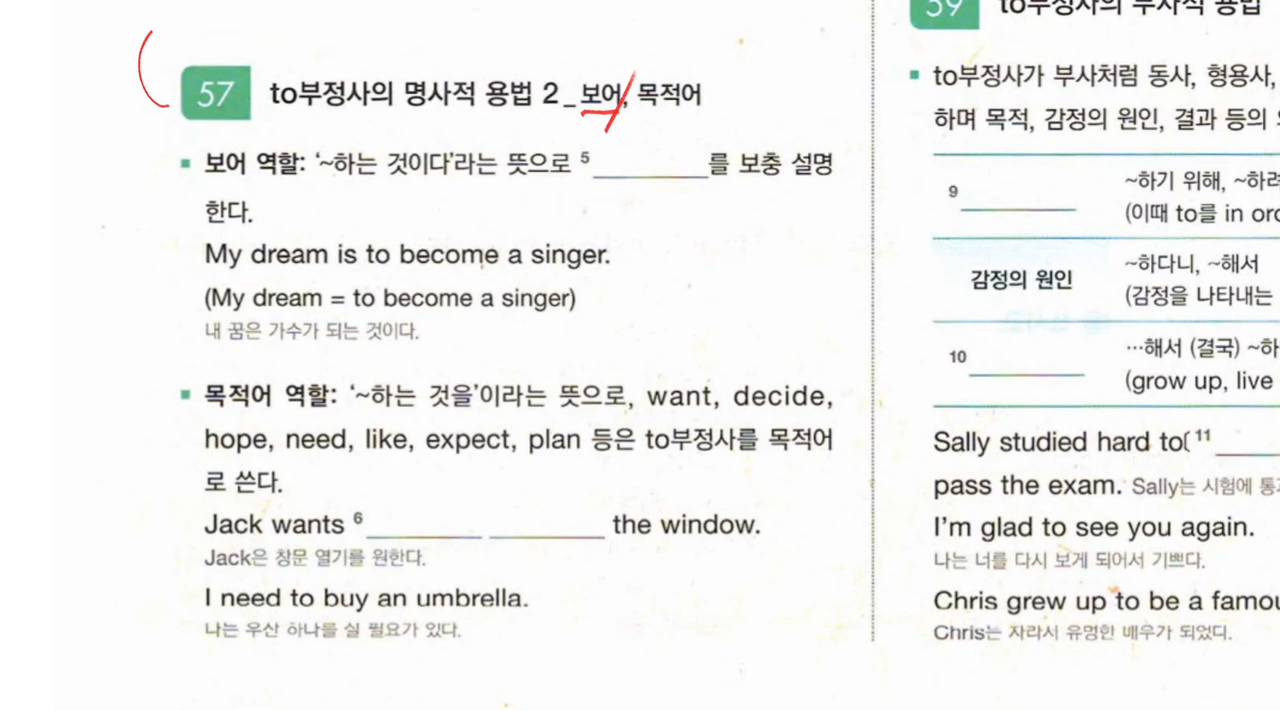 57 to부정사의 명사적 용법 2_보어, 목적어
보어 역할: '~하는 것이다'라는 뜻으로 5________를 보충 설명
한다.
My dream is to become a singer.
(My dream = to become a singer)
내 꿈은 가수가 되는 것이다.
목적어 역할: '~하는 것을'이라는 뜻으로, want, decide,
hope, need, like, expect, plan 등은 to부정사를 목적어
로 쓴다.
Jack wants 6________ ________ the window.
Jack은 창문 열기를 원한다.
I need to buy an umbrella.
나는 우산 하나를 살 필요가 있다.
59 to부정사의 부사적 용법
to부정사가 부사처럼 동사, 형용사,
하며 목적, 감정의 원인, 결과 등의
9________ ~하기 위해, ~하려
(이때 to를 in
감정의 원인 ~하다니, ~해서
(감정을 나타내는
10________ …해서 (결국) ~하
(grow up, live
Sally studied hard to( 11____
pass the exam. Sally는 시험에
I'm glad to see you again.
나는 너를 다시 보게 되어서 기쁘다.
Chris grew up to be a
Chris는 자라서 유명한 배우가 되었다.